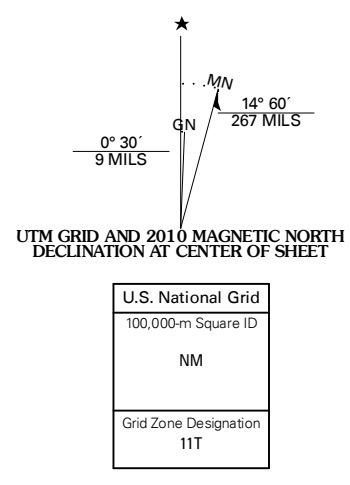 MN
14° 60´
267 MILS
GN
0° 30´
9 MILS
UTM GRID AND 2010 MAGNETIC NORTH
DECLINATION AT CENTER OF SHEET
U.S. National Grid
100,000-m Square ID
NM
Grid Zone Designation
11T